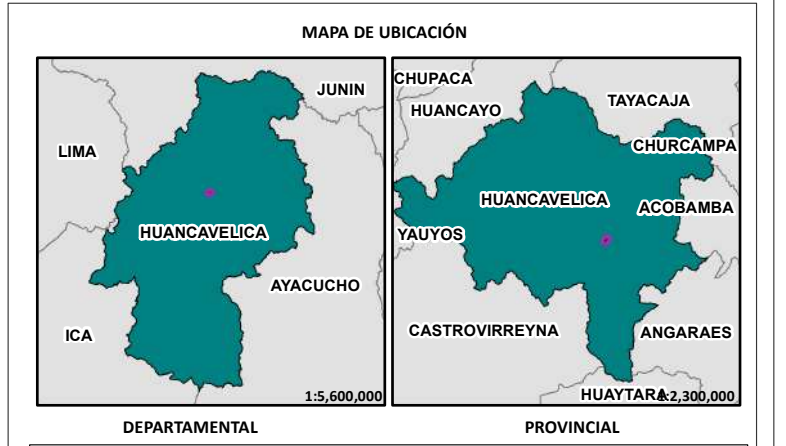 MAPA DE UBICACIÓN
JUNIN
LIMA
HUANCAVELICA
AYACUCHO
ICA
1:5,600,000
DEPARTAMENTAL
CHUPACA
HUANCAYO
TAYACAJA
CHURCAMPA
HUANCAVELICA
ACOBAMBA
YAUYOS
CASTROVIRREYNA
ANGARAES
HUAYTARA
1:2,300,000
PROVINCIAL